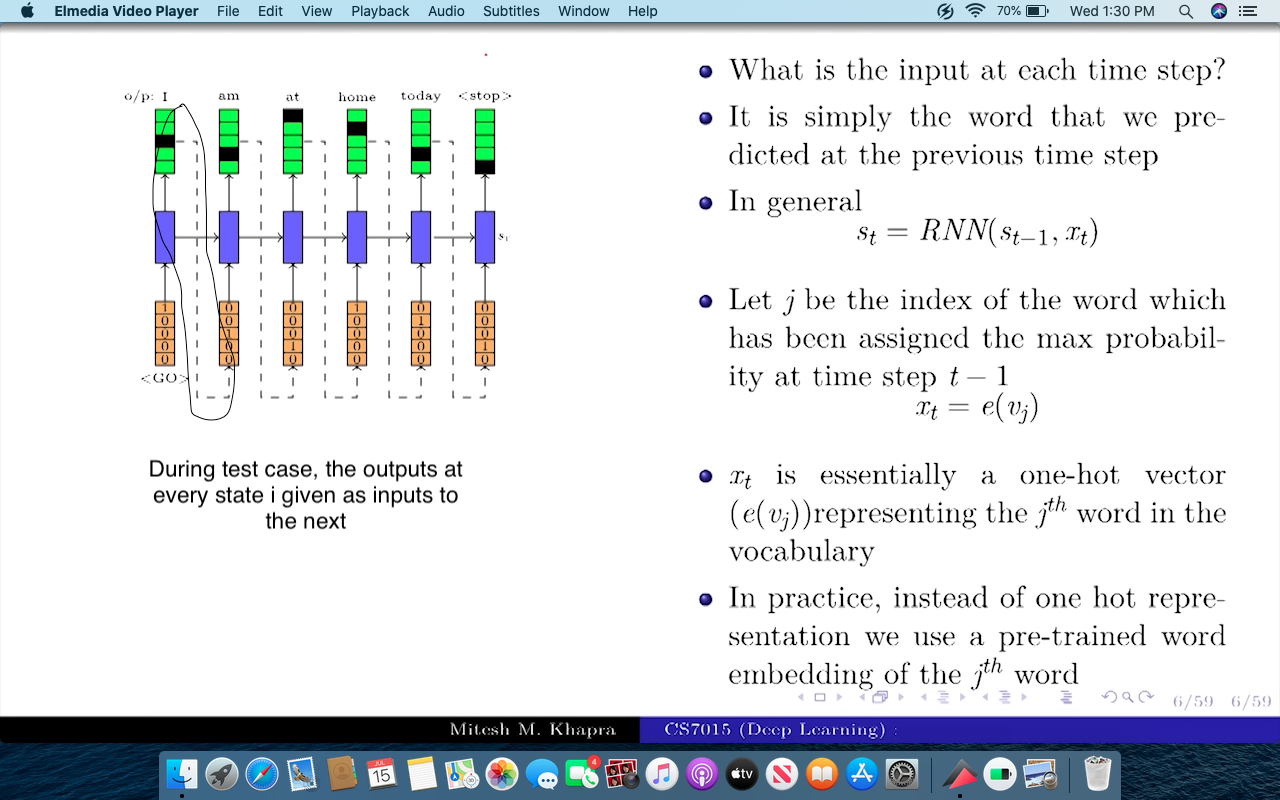 Elmedia Video Player File Edit View Playback Audio Subtitles Window Help 70% Wed 1:30 PM
o/p: I am at home today <stop>
s_t
1 0 0 1 0 0
0 0 0 0 1 0
0 1 0 0 0 0
0 0 1 0 0 1
0 0 0 0 0 0
<GO>
During test case, the outputs at
every state i given as inputs to
the next
• What is the input at each time step?
• It is simply the word that we pre-
dicted at the previous time step
• In general
s_t = RNN(s_{t−1}, x_t)
• Let j be the index of the word which
has been assigned the max probabil-
ity at time step t − 1
x_t = e(v_j)
• x_t is essentially a one-hot vector
(e(v_j))representing the j^th word in the
vocabulary
• In practice, instead of one hot repre-
sentation we use a pre-trained word
embedding of the j^th word
6/59 6/59
Mitesh M. Khapra CS7015 (Deep Learning) :
JUL
15
4
tv